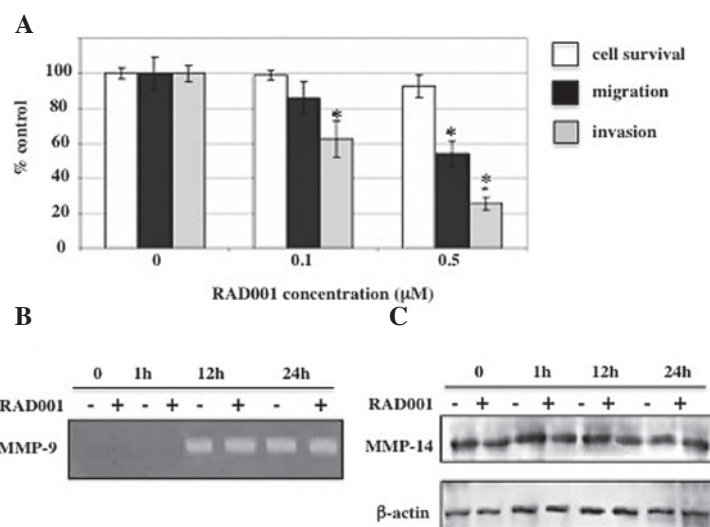 A
cell survival
migration
invasion
% control
100
80
60
40
20
0
*
*
*
*
0 0.1 0.5
RAD001 concentration (μM)
B
0 1h 12h 24h
RAD001 - + - + - + - +
MMP-9
C
0 1h 12h 24h
RAD001 - + - + - + - +
MMP-14
β-actin